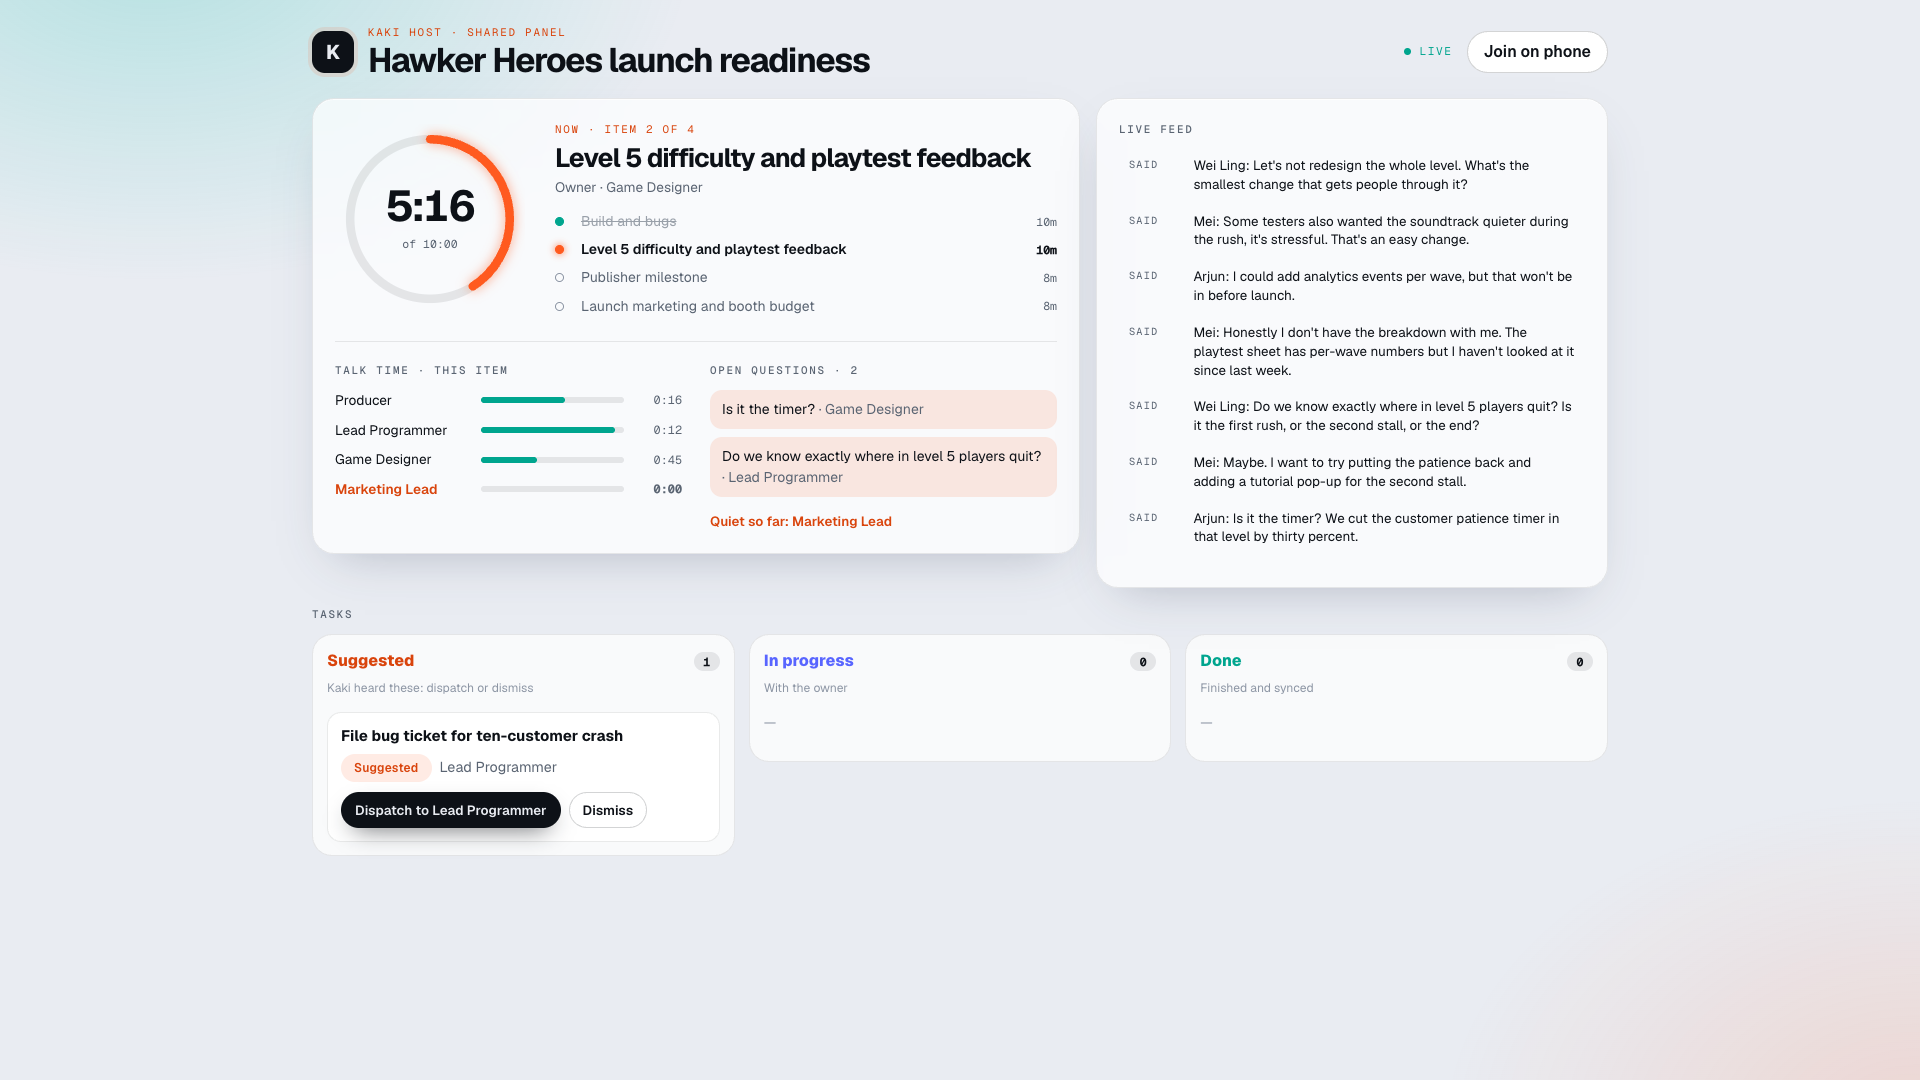 K
KAKI HOST · SHARED PANEL
Hawker Heroes launch readiness
LIVE
Join on phone
5:16
of 10:00
NOW · ITEM 2 OF 4
Level 5 difficulty and playtest feedback
Owner · Game Designer
Build and bugs 10m
Level 5 difficulty and playtest feedback 10m
Publisher milestone 8m
Launch marketing and booth budget 8m
TALK TIME · THIS ITEM
Producer 0:16
Lead Programmer 0:12
Game Designer 0:45
Marketing Lead 0:00
OPEN QUESTIONS · 2
Is it the timer? · Game Designer
Do we know exactly where in level 5 players quit?
· Lead Programmer
Quiet so far: Marketing Lead
LIVE FEED
SAID Wei Ling: Let's not redesign the whole level. What's the
smallest change that gets people through it?
SAID Mei: Some testers also wanted the soundtrack quieter during
the rush, it's stressful. That's an easy change.
SAID Arjun: I could add analytics events per wave, but that won't be
in before launch.
SAID Mei: Honestly I don't have the breakdown with me. The
playtest sheet has per-wave numbers but I haven't looked at it
since last week.
SAID Wei Ling: Do we know exactly where in level 5 players quit? Is
it the first rush, or the second stall, or the end?
SAID Mei: Maybe. I want to try putting the patience back and
adding a tutorial pop-up for the second stall.
SAID Arjun: Is it the timer? We cut the customer patience timer in
that level by thirty percent.
TASKS
Suggested 1
Kaki heard these: dispatch or dismiss
File bug ticket for ten-customer crash
Suggested Lead Programmer
Dispatch to Lead Programmer Dismiss
In progress 0
With the owner
—
Done 0
Finished and synced
—